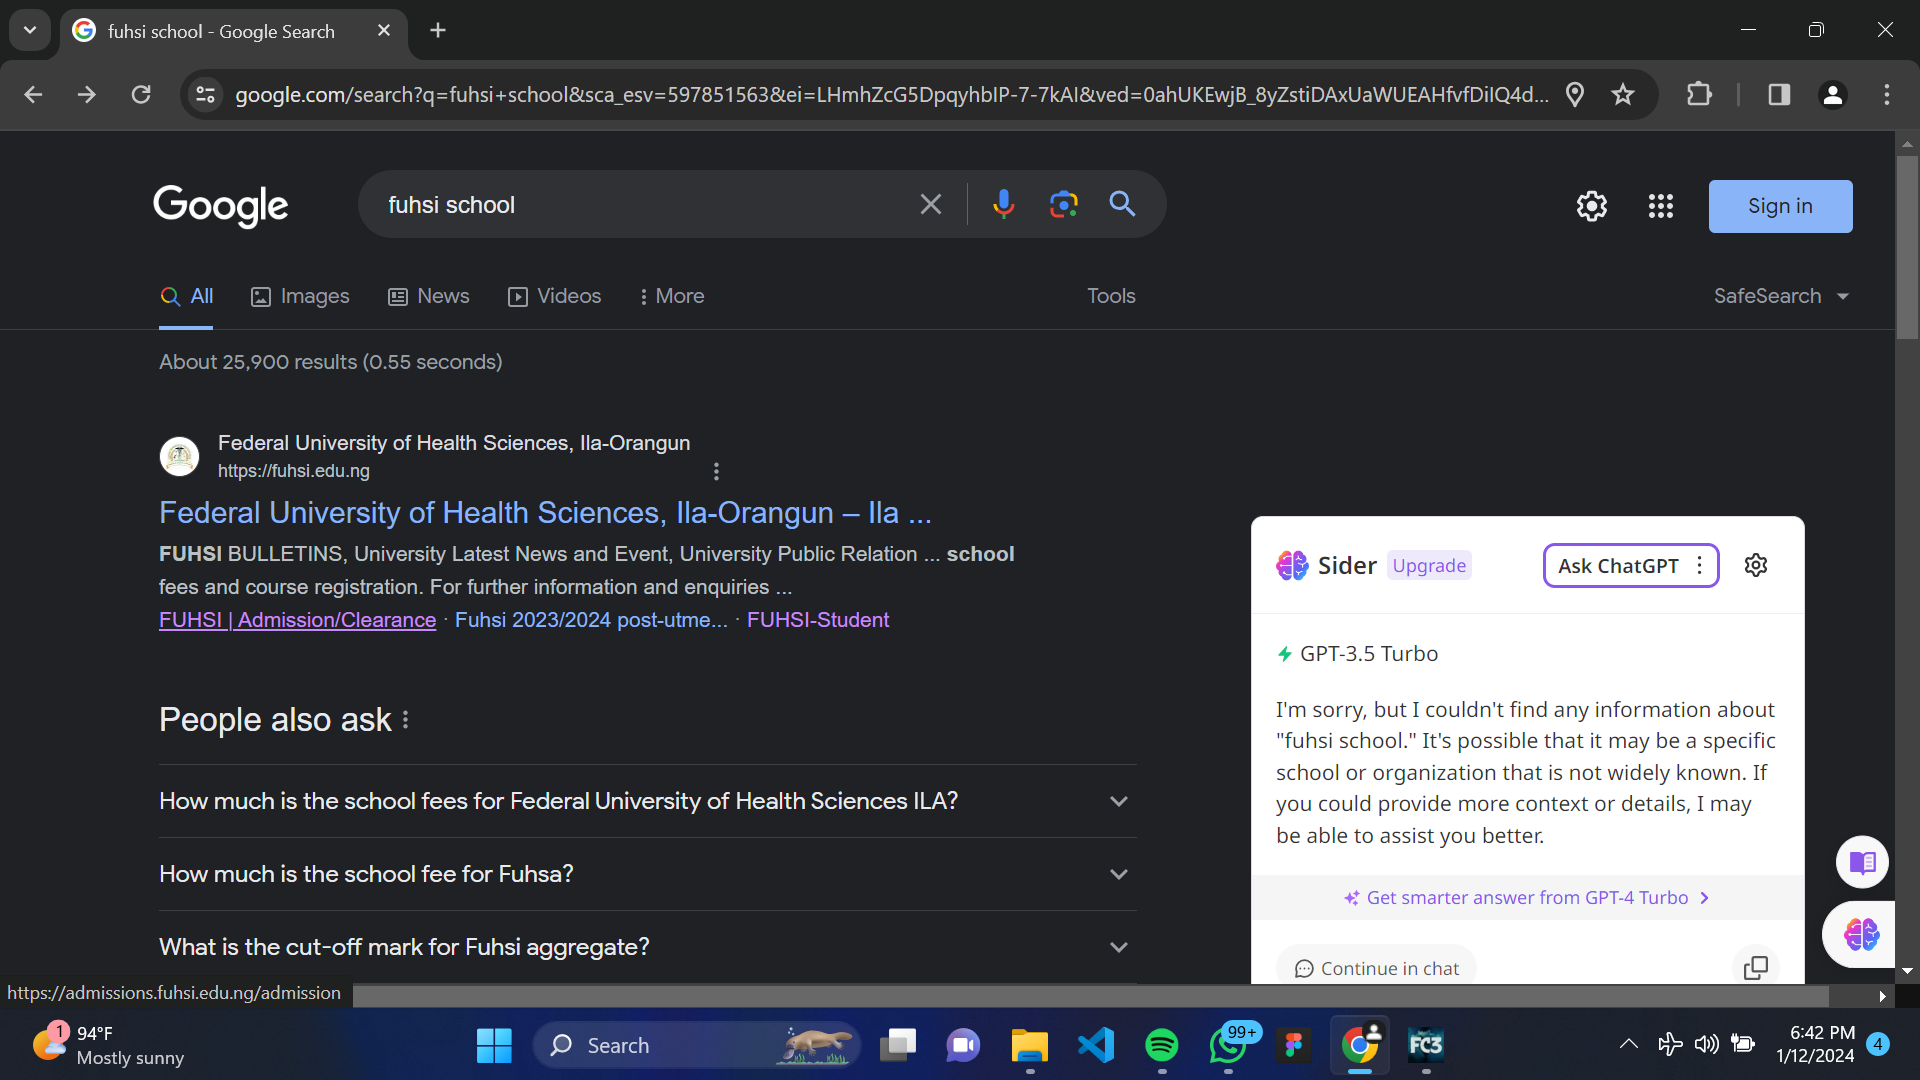 fuhsi school - Google Search
google.com/search?q=fuhsi+school&sca_esv=597851563&ei=LHmhZcG5DpqyhbIP-7-7kAI&ved=0ahUKEwjB_8yZstiDAxUaWUEAHfvfDiIQ4d...
Google
fuhsi school
Sign in
All Images News Videos More Tools SafeSearch
About 25,900 results (0.55 seconds)
Federal University of Health Sciences, Ila-Orangun
https://fuhsi.edu.ng
Federal University of Health Sciences, Ila-Orangun – Ila ...
FUHSI BULLETINS, University Latest News and Event, University Public Relation ... school
fees and course registration. For further information and enquiries ...
FUHSI | Admission/Clearance · Fuhsi 2023/2024 post-utme... · FUHSI-Student
People also ask
How much is the school fees for Federal University of Health Sciences ILA?
How much is the school fee for Fuhsa?
What is the cut-off mark for Fuhsi aggregate?
Sider Upgrade Ask ChatGPT
GPT-3.5 Turbo
I'm sorry, but I couldn't find any information about
"fuhsi school." It's possible that it may be a specific
school or organization that is not widely known. If
you could provide more context or details, I may
be able to assist you better.
Get smarter answer from GPT-4 Turbo
Continue in chat
https://admissions.fuhsi.edu.ng/admission
1
94°F
Mostly sunny
Search
99+
FC3
6:42 PM
1/12/2024
4